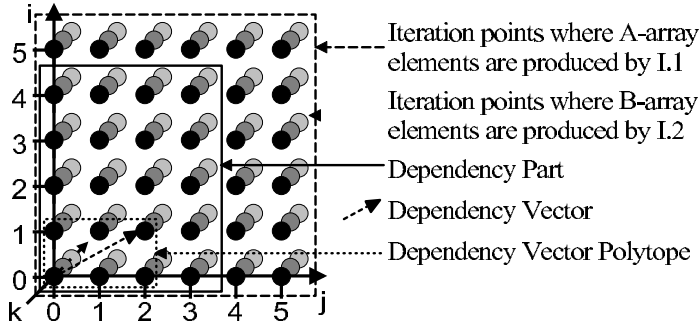 i
Iteration points where A-array
5
elements are produced by I.1
4
Iteration points where B-array
3
elements are produced by I.2
2
Dependency Part
Dependency Vector
1
Dependency Vector Polytope
0
k 0 1 2 3 4 5 j